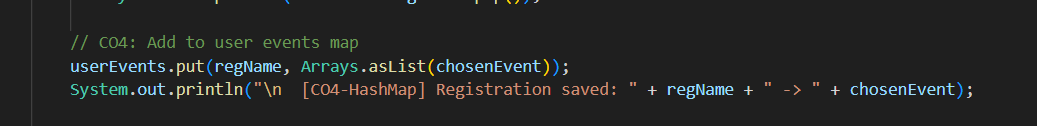 // CO4: Add to user events map
userEvents.put(regName, Arrays.asList(chosenEvent));
System.out.println("\n  [CO4-HashMap] Registration saved: " + regName + " -> " + chosenEvent);